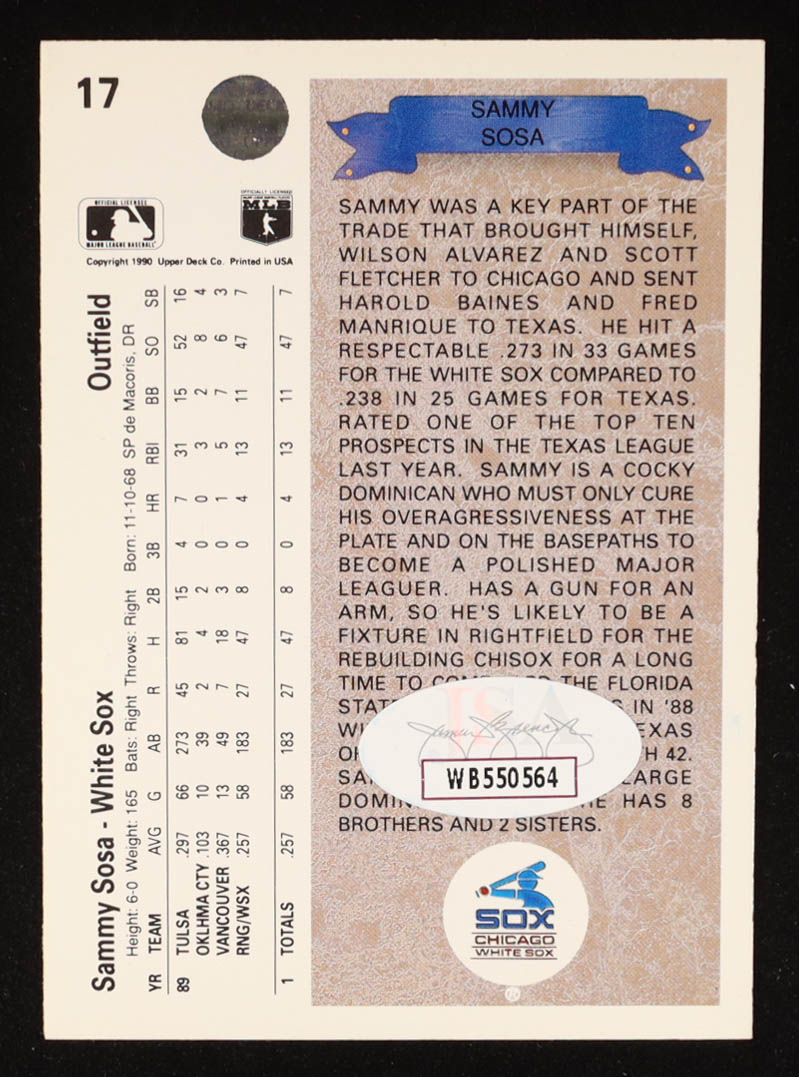 17
OFFICIAL LICENSEE
MAJOR LEAGUE BASEBALL
OFFICIALLY LICENSED
MLB
Copyright 1990 Upper Deck Co. Printed in USA
Sammy Sosa - White Sox Outfield
Height: 6-0 Weight: 165 Bats: Right Throws: Right Born: 11-10-68 SP de Macoris, DR
YR TEAM AVG G AB R H 2B 3B HR RBI BB SO SB
89 TULSA .297 66 273 45 81 15 4 7 31 15 52 16
OKLHMA CTY .103 10 39 2 4 2 0 0 3 2 8 4
VANCOUVER .367 13 49 7 18 3 0 1 5 7 6 3
RNG/WSX .257 58 183 27 47 8 0 4 13 11 47 7
1 TOTALS .257 58 183 27 47 8 0 4 13 11 47 7
SAMMY
SOSA
SAMMY WAS A KEY PART OF THE
TRADE THAT BROUGHT HIMSELF,
WILSON ALVAREZ AND SCOTT
FLETCHER TO CHICAGO AND SENT
HAROLD BAINES AND FRED
MANRIQUE TO TEXAS. HE HIT A
RESPECTABLE .273 IN 33 GAMES
FOR THE WHITE SOX COMPARED TO
.238 IN 25 GAMES FOR TEXAS.
RATED ONE OF THE TOP TEN
PROSPECTS IN THE TEXAS LEAGUE
LAST YEAR. SAMMY IS A COCKY
DOMINICAN WHO MUST ONLY CURE
HIS OVERAGRESSIVENESS AT THE
PLATE AND ON THE BASEPATHS TO
BECOME A POLISHED MAJOR
LEAGUER. HAS A GUN FOR AN
ARM, SO HE'S LIKELY TO BE A
FIXTURE IN RIGHTFIELD FOR THE
REBUILDING CHISOX FOR A LONG
TIME TO THE FLORIDA
IN '88
42.
LARGE
HAS 8
BROTHERS AND 2 SISTERS.
JSA
WB550564
SOX
CHICAGO
WHITE SOX